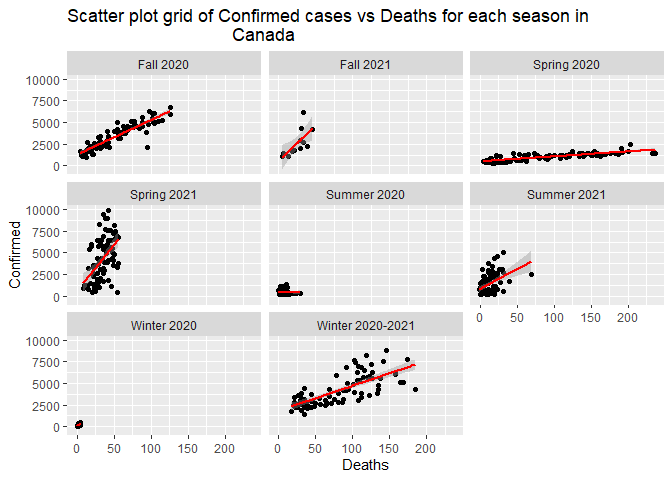 Scatter plot grid of Confirmed cases vs Deaths for each season in
Canada
Fall 2020
Fall 2021
Spring 2020
10000
7500
5000
2500
0
Spring 2021
Summer 2020
Summer 2021
10000
7500
5000
2500
0
Confirmed
0 50 100 150 200
Winter 2020
Winter 2020-2021
10000
7500
5000
2500
0
0 50 100 150 200
0 50 100 150 200
Deaths